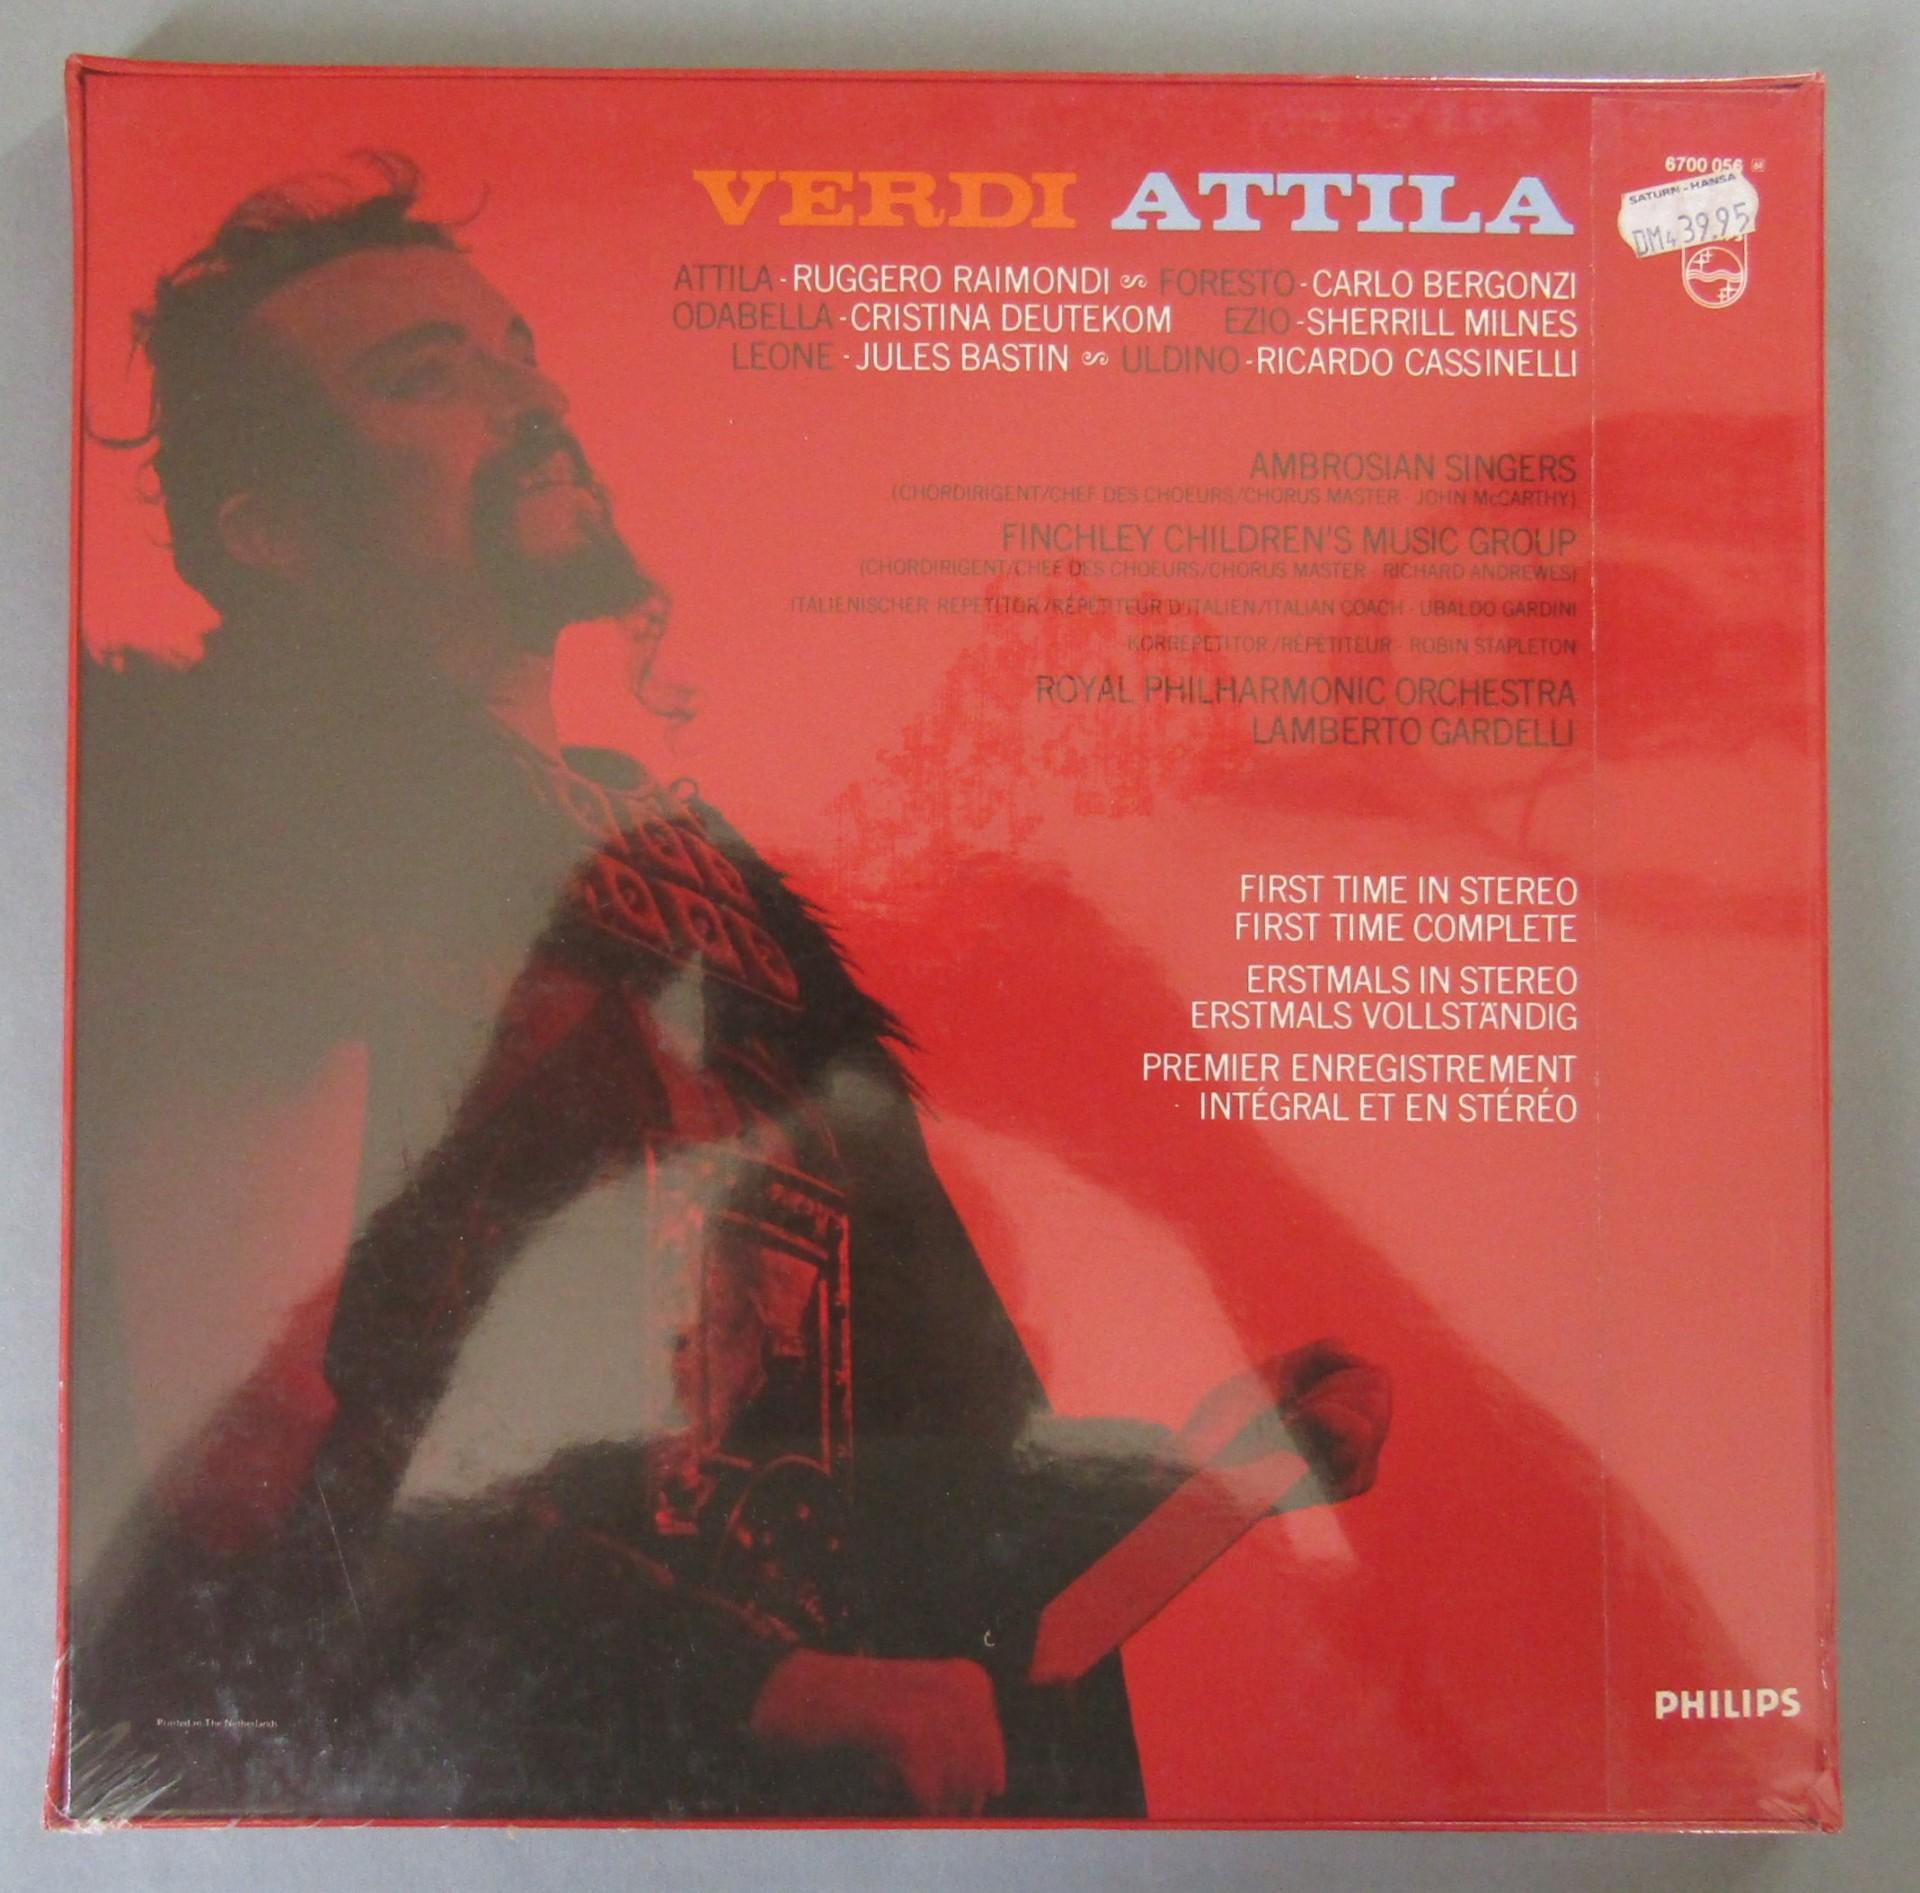 VERDI ATTILA
ATTILA - RUGGERO RAIMONDI FORESTO - CARLO BERGONZI
ODABELLA - CRISTINA DEUTEKOM EZIO - SHERRILL MILNES
LEONE - JULES BASTIN ULDINO - RICARDO CASSINELLI
AMBROSIAN SINGERS
(CHORDIRIGENT/CHEF DES CHOEURS/CHORUS MASTER - JOHN McCARTHY)
FINCHLEY CHILDREN'S MUSIC GROUP
(CHORDIRIGENT/CHEF DES CHOEURS/CHORUS MASTER - RICHARD ANDREWES)
ITALIENISCHER REPETITOR/RÉPÉTITEUR D'ITALIEN/ITALIAN COACH - UBALDO GARDINI
KORREPETITOR/RÉPÉTITEUR - ROBIN STAPLETON
ROYAL PHILHARMONIC ORCHESTRA
LAMBERTO GARDELLI
FIRST TIME IN STEREO
FIRST TIME COMPLETE
ERSTMALS IN STEREO
ERSTMALS VOLLSTÄNDIG
PREMIER ENREGISTREMENT
INTÉGRAL ET EN STÉRÉO
6700 056
SATURN-HANSA
DM 39.95
PHILIPS
Printed in The Netherlands